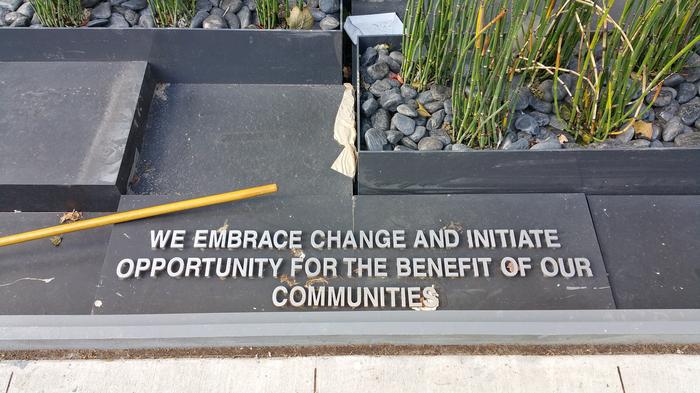 WE EMBRACE CHANGE AND INITIATE
OPPORTUNITY FOR THE BENEFIT OF OUR
COMMUNITIES